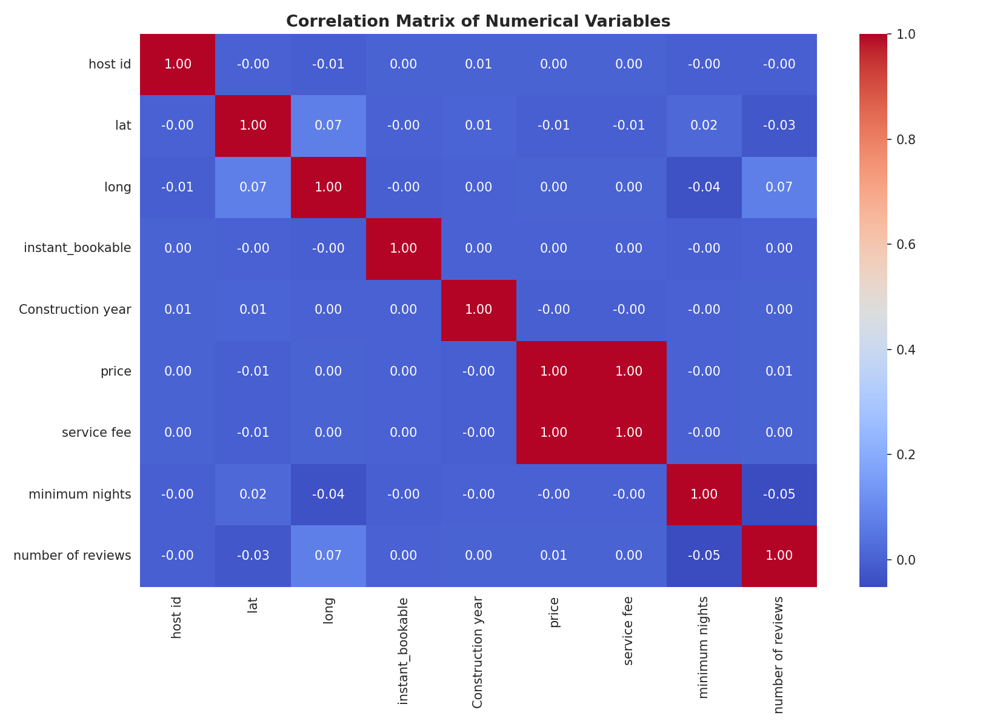 Correlation Matrix of Numerical Variables
host id 1.00 -0.00 -0.01 0.00 0.01 0.00 0.00 -0.00 -0.00
lat -0.00 1.00 0.07 -0.00 0.01 -0.01 -0.01 0.02 -0.03
long -0.01 0.07 1.00 -0.00 0.00 0.00 0.00 -0.04 0.07
instant_bookable 0.00 -0.00 -0.00 1.00 0.00 0.00 0.00 -0.00 0.00
Construction year 0.01 0.01 0.00 0.00 1.00 -0.00 -0.00 -0.00 0.00
price 0.00 -0.01 0.00 0.00 -0.00 1.00 1.00 -0.00 0.01
service fee 0.00 -0.01 0.00 0.00 -0.00 1.00 1.00 -0.00 0.00
minimum nights -0.00 0.02 -0.04 -0.00 -0.00 -0.00 -0.00 1.00 -0.05
number of reviews -0.00 -0.03 0.07 0.00 0.00 0.01 0.00 -0.05 1.00
host id
lat
long
instant_bookable
Construction year
price
service fee
minimum nights
number of reviews
1.0
0.8
0.6
0.4
0.2
0.0